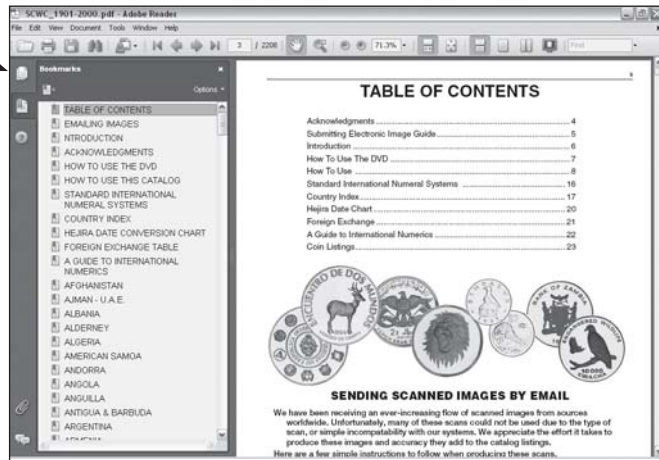 SCWC_1901-2000.pdf - Adobe Reader
File Edit View Document Tools Window Help
3 / 2208 71.3% Find
Bookmarks
Options
TABLE OF CONTENTS
EMAILING IMAGES
NTRODUCTION
ACKNOWLEDGMENTS
HOW TO USE THE DVD
HOW TO USE THIS CATALOG
STANDARD INTERNATIONAL
NUMERAL SYSTEMS
COUNTRY INDEX
HEJIRA DATE CONVERSION CHART
FOREIGN EXCHANGE TABLE
A GUIDE TO INTERNATIONAL
NUMERICS
AFGHANISTAN
AJMAN - U.A.E.
ALBANIA
ALDERNEY
ALGERIA
AMERICAN SAMOA
ANDORRA
ANGOLA
ANGUILLA
ANTIGUA & BARBUDA
ARGENTINA
ARMENIA
3
TABLE OF CONTENTS
Acknowledgments 4
Submitting Electronic Image Guide 5
Introduction 6
How To Use The DVD 7
How To Use 8
Standard International Numeral Systems 16
Country Index 17
Hejira Date Chart 20
Foreign Exchange 21
A Guide to International Numerics 22
Coin Listings 23
ENCUENTRO DE DOS MUNDOS
BANK OF ZAMBIA
ENDANGERED WILDLIFE
10000
KWACHA
SENDING SCANNED IMAGES BY EMAIL
We have been receiving an ever-increasing flow of scanned images from sources
worldwide. Unfortunately, many of these scans could not be used due to the type of
scan, or simple incompatability with our systems. We appreciate the effort it takes to
produce these images and accuracy they add to the catalog listings.
Here are a few simple instructions to follow when producing these scans.